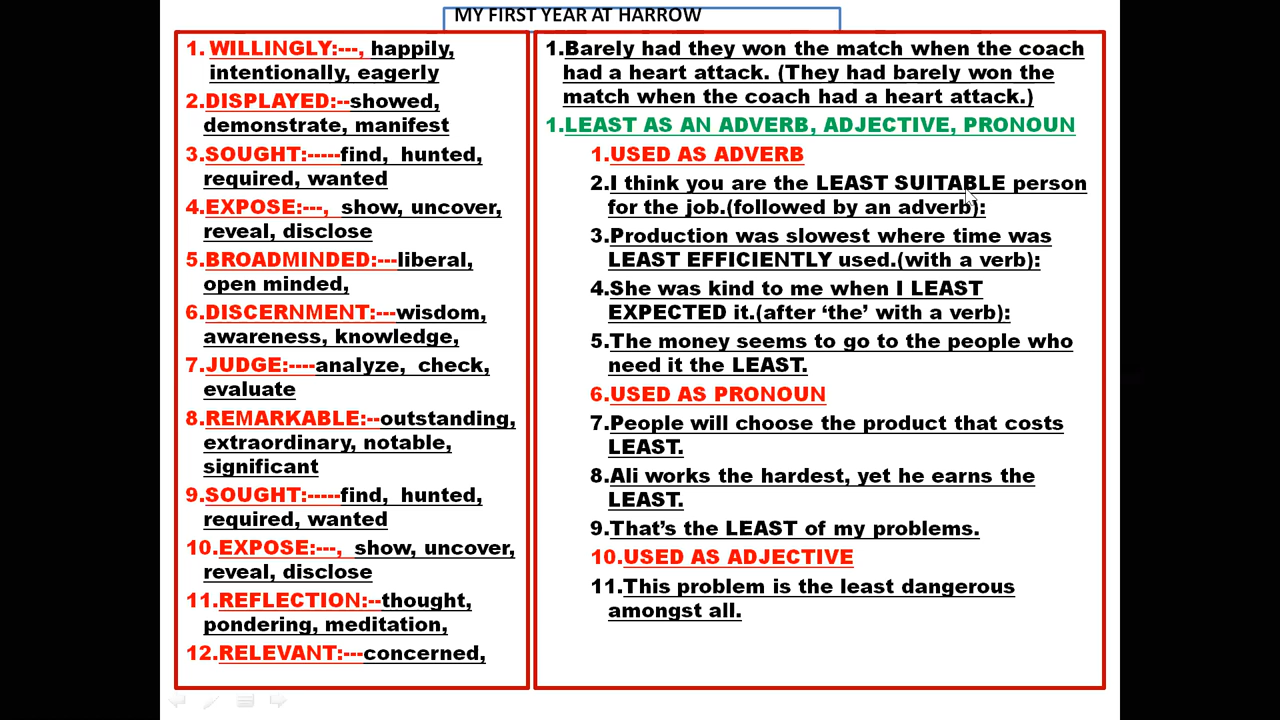 MY FIRST YEAR AT HARROW
1. WILLINGLY:---, happily,
intentionally, eagerly
2.DISPLAYED:--showed,
demonstrate, manifest
3.SOUGHT:-----find, hunted,
required, wanted
4.EXPOSE:---, show, uncover,
reveal, disclose
5.BROADMINDED:---liberal,
open minded,
6.DISCERNMENT:---wisdom,
awareness, knowledge,
7.JUDGE:----analyze, check,
evaluate
8.REMARKABLE:--outstanding,
extraordinary, notable,
significant
9.SOUGHT:-----find, hunted,
required, wanted
10.EXPOSE:---, show, uncover,
reveal, disclose
11.REFLECTION:--thought,
pondering, meditation,
12.RELEVANT:---concerned,
1.Barely had they won the match when the coach
had a heart attack. (They had barely won the
match when the coach had a heart attack.)
1.LEAST AS AN ADVERB, ADJECTIVE, PRONOUN
1.USED AS ADVERB
2.I think you are the LEAST SUITABLE person
for the job.(followed by an adverb):
3.Production was slowest where time was
LEAST EFFICIENTLY used.(with a verb):
4.She was kind to me when I LEAST
EXPECTED it.(after ‘the’ with a verb):
5.The money seems to go to the people who
need it the LEAST.
6.USED AS PRONOUN
7.People will choose the product that costs
LEAST.
8.Ali works the hardest, yet he earns the
LEAST.
9.That’s the LEAST of my problems.
10.USED AS ADJECTIVE
11.This problem is the least dangerous
amongst all.